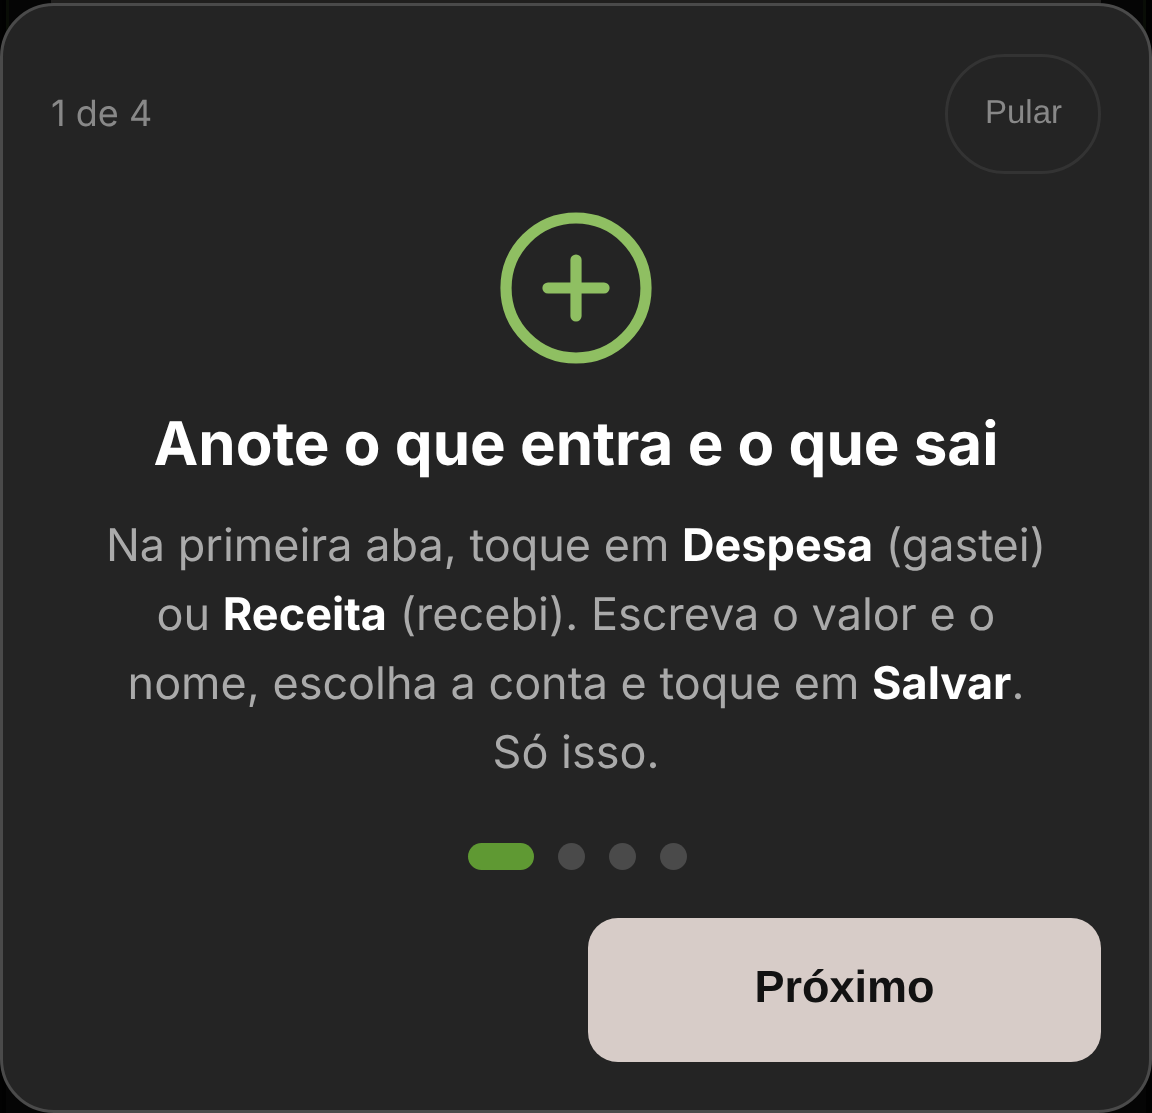 1 de 4
Pular
Anote o que entra e o que sai
Na primeira aba, toque em Despesa (gastei)
ou Receita (recebi). Escreva o valor e o
nome, escolha a conta e toque em Salvar.
Só isso.
Próximo